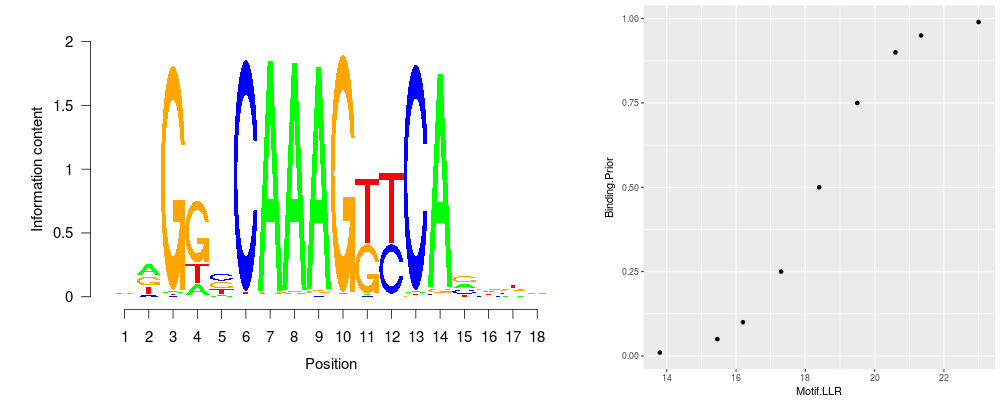 2
1.5
1
0.5
0
Information content
1 2 3 4 5 6 7 8 9 10 11 12 13 14 15 16 17 18
Position
G G T A C A A A G T G T C C A
A G
1.00
0.75
0.50
0.25
0.00
Binding.Prior
14 16 18 20 22
Motif.LLR